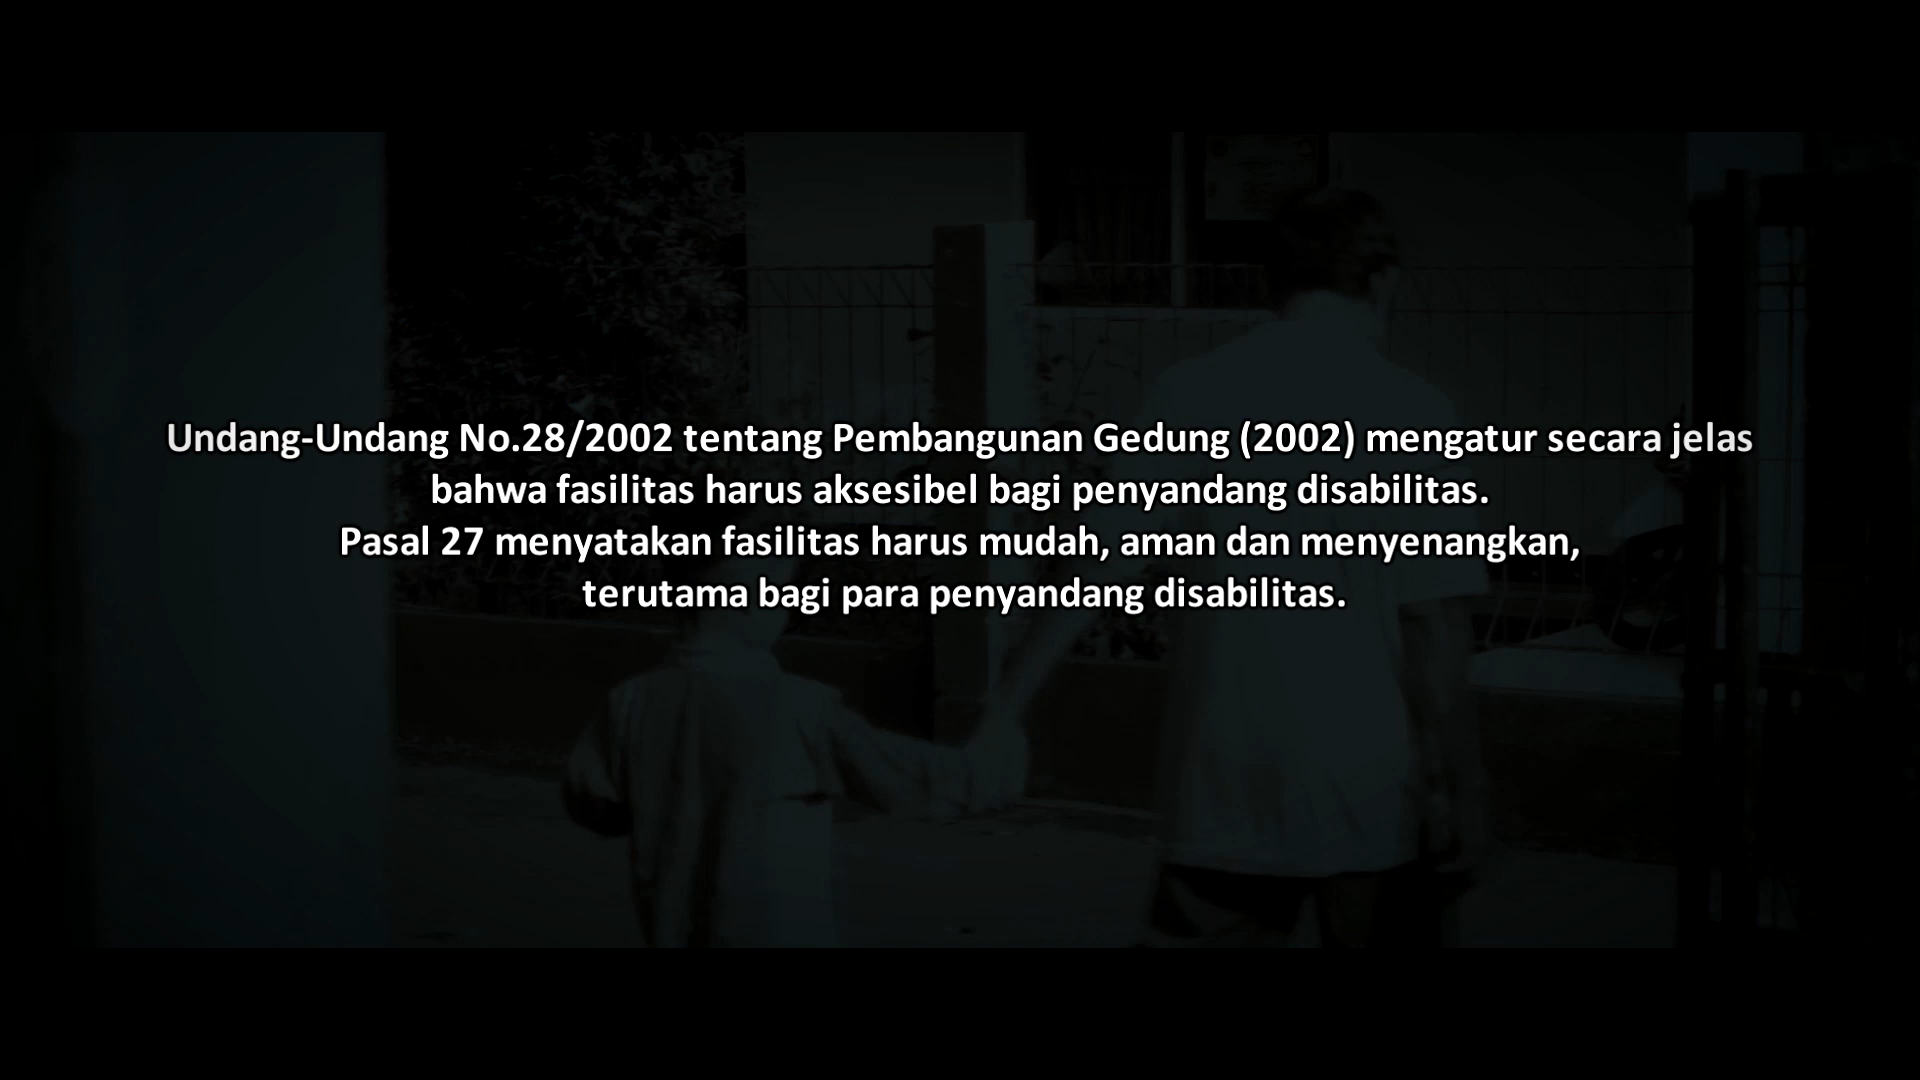 Undang-Undang No.28/2002 tentang Pembangunan Gedung (2002) mengatur secara jelas
bahwa fasilitas harus aksesibel bagi penyandang disabilitas.
Pasal 27 menyatakan fasilitas harus mudah, aman dan menyenangkan,
terutama bagi para penyandang disabilitas.